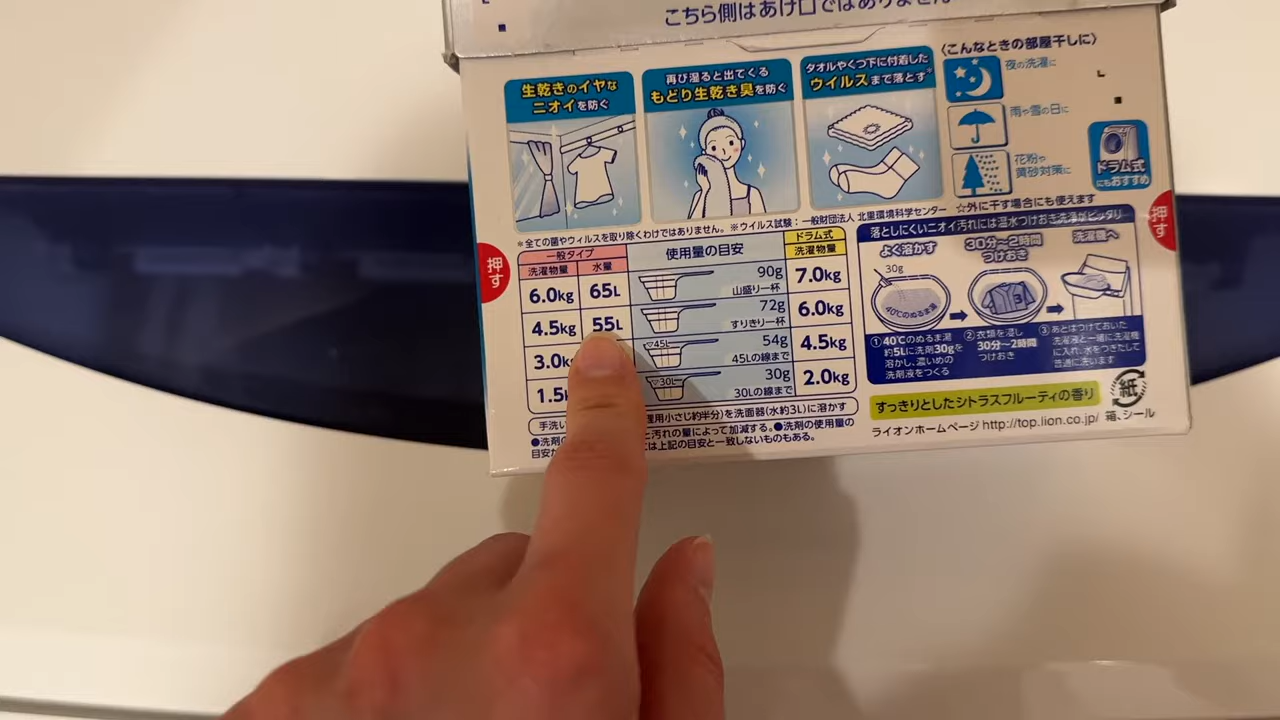 こちら側はあけ口ではありません
生乾きのイヤな
ニオイを防ぐ
再び湿ると出てくる
もどり生乾き臭を防ぐ
タオルやくつ下に付着した
ウイルスまで落とす*
〈こんなときの部屋干しに〉
夜の洗濯に
雨や雪の日に
花粉や
黄砂対策に
ドラム式
にもおすすめ
☆外に干す場合にも使えます
*全ての菌やウィルスを取り除くわけではありません。※ウイルス試験:一般財団法人 北里環境科学センター
押す
一般タイプ
洗濯物量 水量
使用量の目安
ドラム式
洗濯物量
6.0kg 65L 90g 山盛り一杯 7.0kg
4.5kg 55L 72g すりきり一杯 6.0kg
3.0k ▽45L 54g 45Lの線まで 4.5kg
1.5 ▽30L 30g 30Lの線まで 2.0kg
手洗い
理用小さじ約半分)を洗面器(水約3L)に溶かす
●洗剤の
と汚れの量によって加減する。●洗剤の使用量の
目安が
は上記の目安と一致しないものもある。
落としにくいニオイ汚れには温水つけおき洗浄がピッタリ
よく溶かす
30分~2時間
つけおき
洗濯機へ
30g
40℃のぬるま湯
3
①40℃のぬるま湯
約5Lに洗剤30gを
溶かし、濃いめの
洗剤液をつくる
②衣類を浸し
30分~2時間
つけおき
③あとはつけておいた
洗濯液と一緒に洗濯機
に入れ、水をつぎたして
普通に洗います
押す
すっきりとしたシトラスフルーティの香り
ライオンホームページ http://top.lion.co.jp/
紙
箱、シール